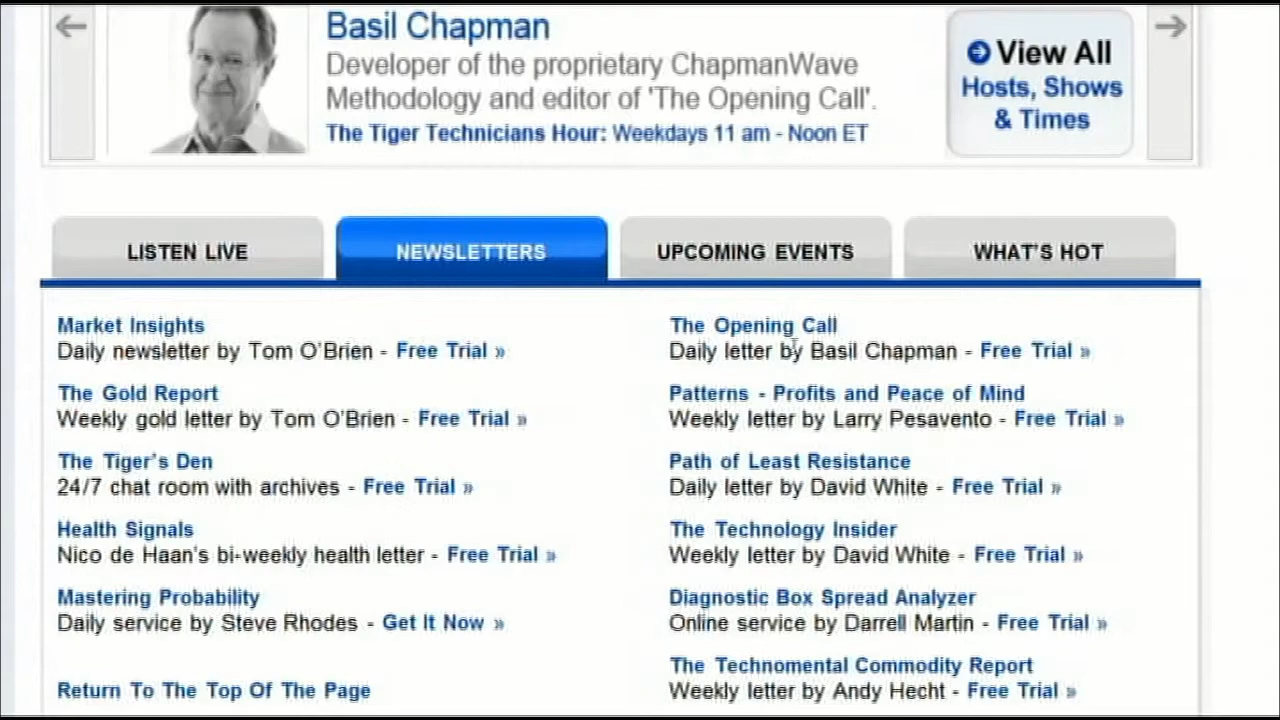 Basil Chapman
Developer of the proprietary ChapmanWave
Methodology and editor of 'The Opening Call'.
The Tiger Technicians Hour: Weekdays 11 am - Noon ET
View All
Hosts, Shows
& Times
LISTEN LIVE
NEWSLETTERS
UPCOMING EVENTS
WHAT'S HOT
Market Insights
Daily newsletter by Tom O'Brien - Free Trial »
The Gold Report
Weekly gold letter by Tom O'Brien - Free Trial »
The Tiger's Den
24/7 chat room with archives - Free Trial »
Health Signals
Nico de Haan's bi-weekly health letter - Free Trial »
Mastering Probability
Daily service by Steve Rhodes - Get It Now »
Return To The Top Of The Page
The Opening Call
Daily letter by Basil Chapman - Free Trial »
Patterns - Profits and Peace of Mind
Weekly letter by Larry Pesavento - Free Trial »
Path of Least Resistance
Daily letter by David White - Free Trial »
The Technology Insider
Weekly letter by David White - Free Trial »
Diagnostic Box Spread Analyzer
Online service by Darrell Martin - Free Trial »
The Technomental Commodity Report
Weekly letter by Andy Hecht - Free Trial »